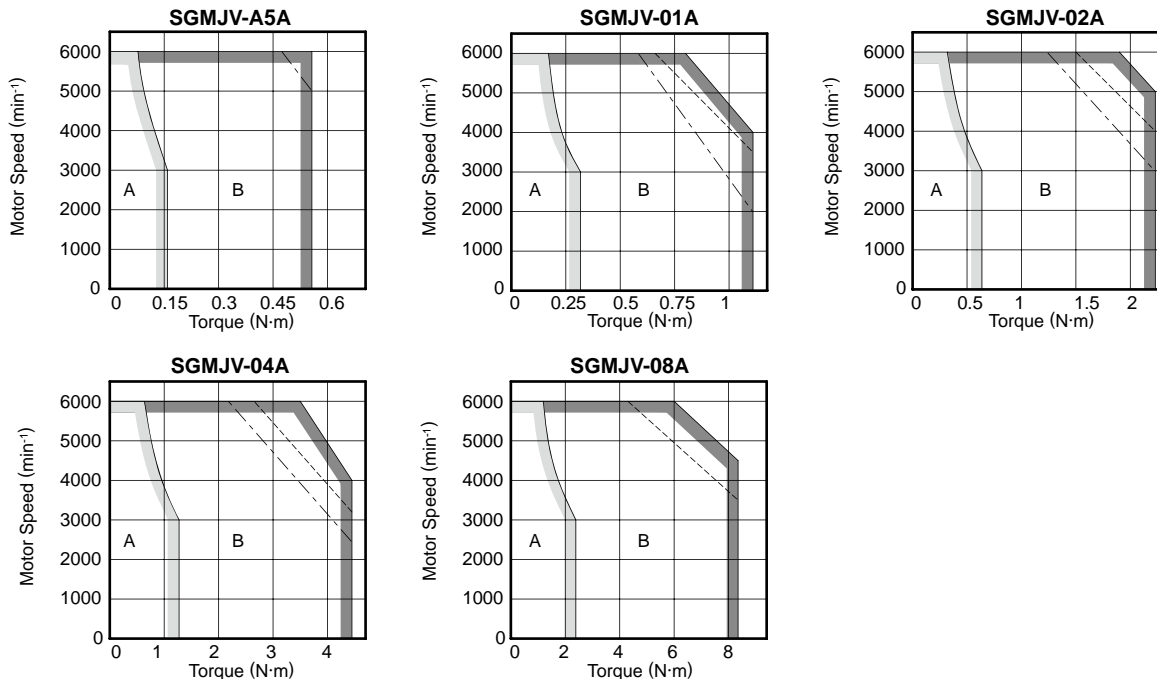 SGMJV-A5A
Motor Speed (min⁻¹)
6000
5000
4000
3000
2000
1000
0
A
B
0 0.15 0.3 0.45 0.6
Torque (N·m)
SGMJV-01A
Motor Speed (min⁻¹)
6000
5000
4000
3000
2000
1000
0
A
B
0 0.25 0.5 0.75 1
Torque (N·m)
SGMJV-02A
Motor Speed (min⁻¹)
6000
5000
4000
3000
2000
1000
0
A
B
0 0.5 1 1.5 2
Torque (N·m)
SGMJV-04A
Motor Speed (min⁻¹)
6000
5000
4000
3000
2000
1000
0
A
B
0 1 2 3 4
Torque (N·m)
SGMJV-08A
Motor Speed (min⁻¹)
6000
5000
4000
3000
2000
1000
0
A
B
0 2 4 6 8
Torque (N·m)